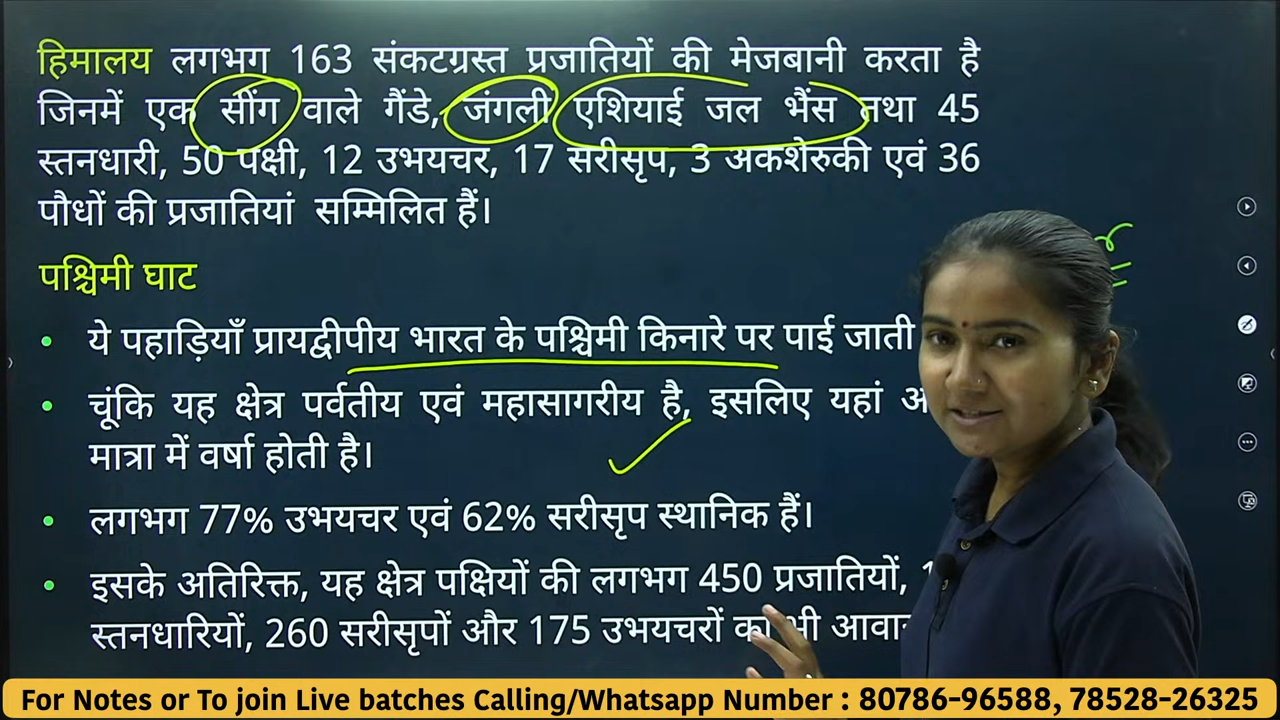 हिमालय लगभग 163 संकटग्रस्त प्रजातियों की मेजबानी करता है
जिनमें एक सींग वाले गैंडे, जंगली एशियाई जल भैंस तथा 45
स्तनधारी, 50 पक्षी, 12 उभयचर, 17 सरीसृप, 3 अकशेरुकी एवं 36
पौधों की प्रजातियां सम्मिलित हैं।
पश्चिमी घाट
• ये पहाड़ियाँ प्रायद्वीपीय भारत के पश्चिमी किनारे पर पाई जाती
• चूंकि यह क्षेत्र पर्वतीय एवं महासागरीय है, इसलिए यहां
मात्रा में वर्षा होती है।
• लगभग 77% उभयचर एवं 62% सरीसृप स्थानिक हैं।
• इसके अतिरिक्त, यह क्षेत्र पक्षियों की लगभग 450 प्रजातियों,
स्तनधारियों, 260 सरीसृपों और 175 उभयचरों का भी
For Notes or To join Live batches Calling/Whatsapp Number : 80786-96588, 78528-26325